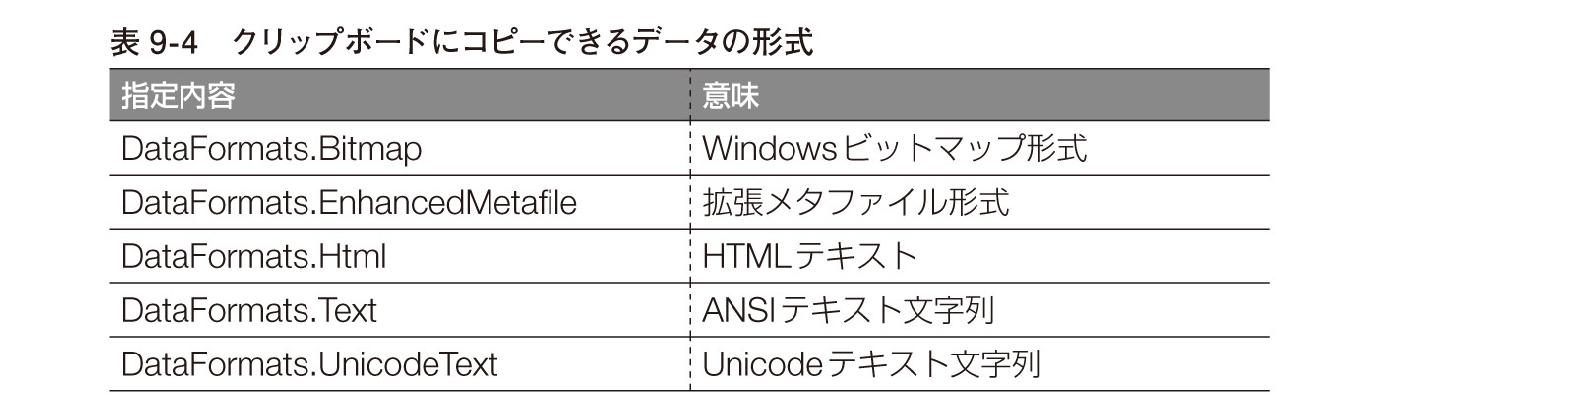 表 9-4　クリップボードにコピーできるデータの形式
指定内容 意味
DataFormats.Bitmap Windowsビットマップ形式
DataFormats.EnhancedMetafile 拡張メタファイル形式
DataFormats.Html HTMLテキスト
DataFormats.Text ANSIテキスト文字列
DataFormats.UnicodeText Unicodeテキスト文字列